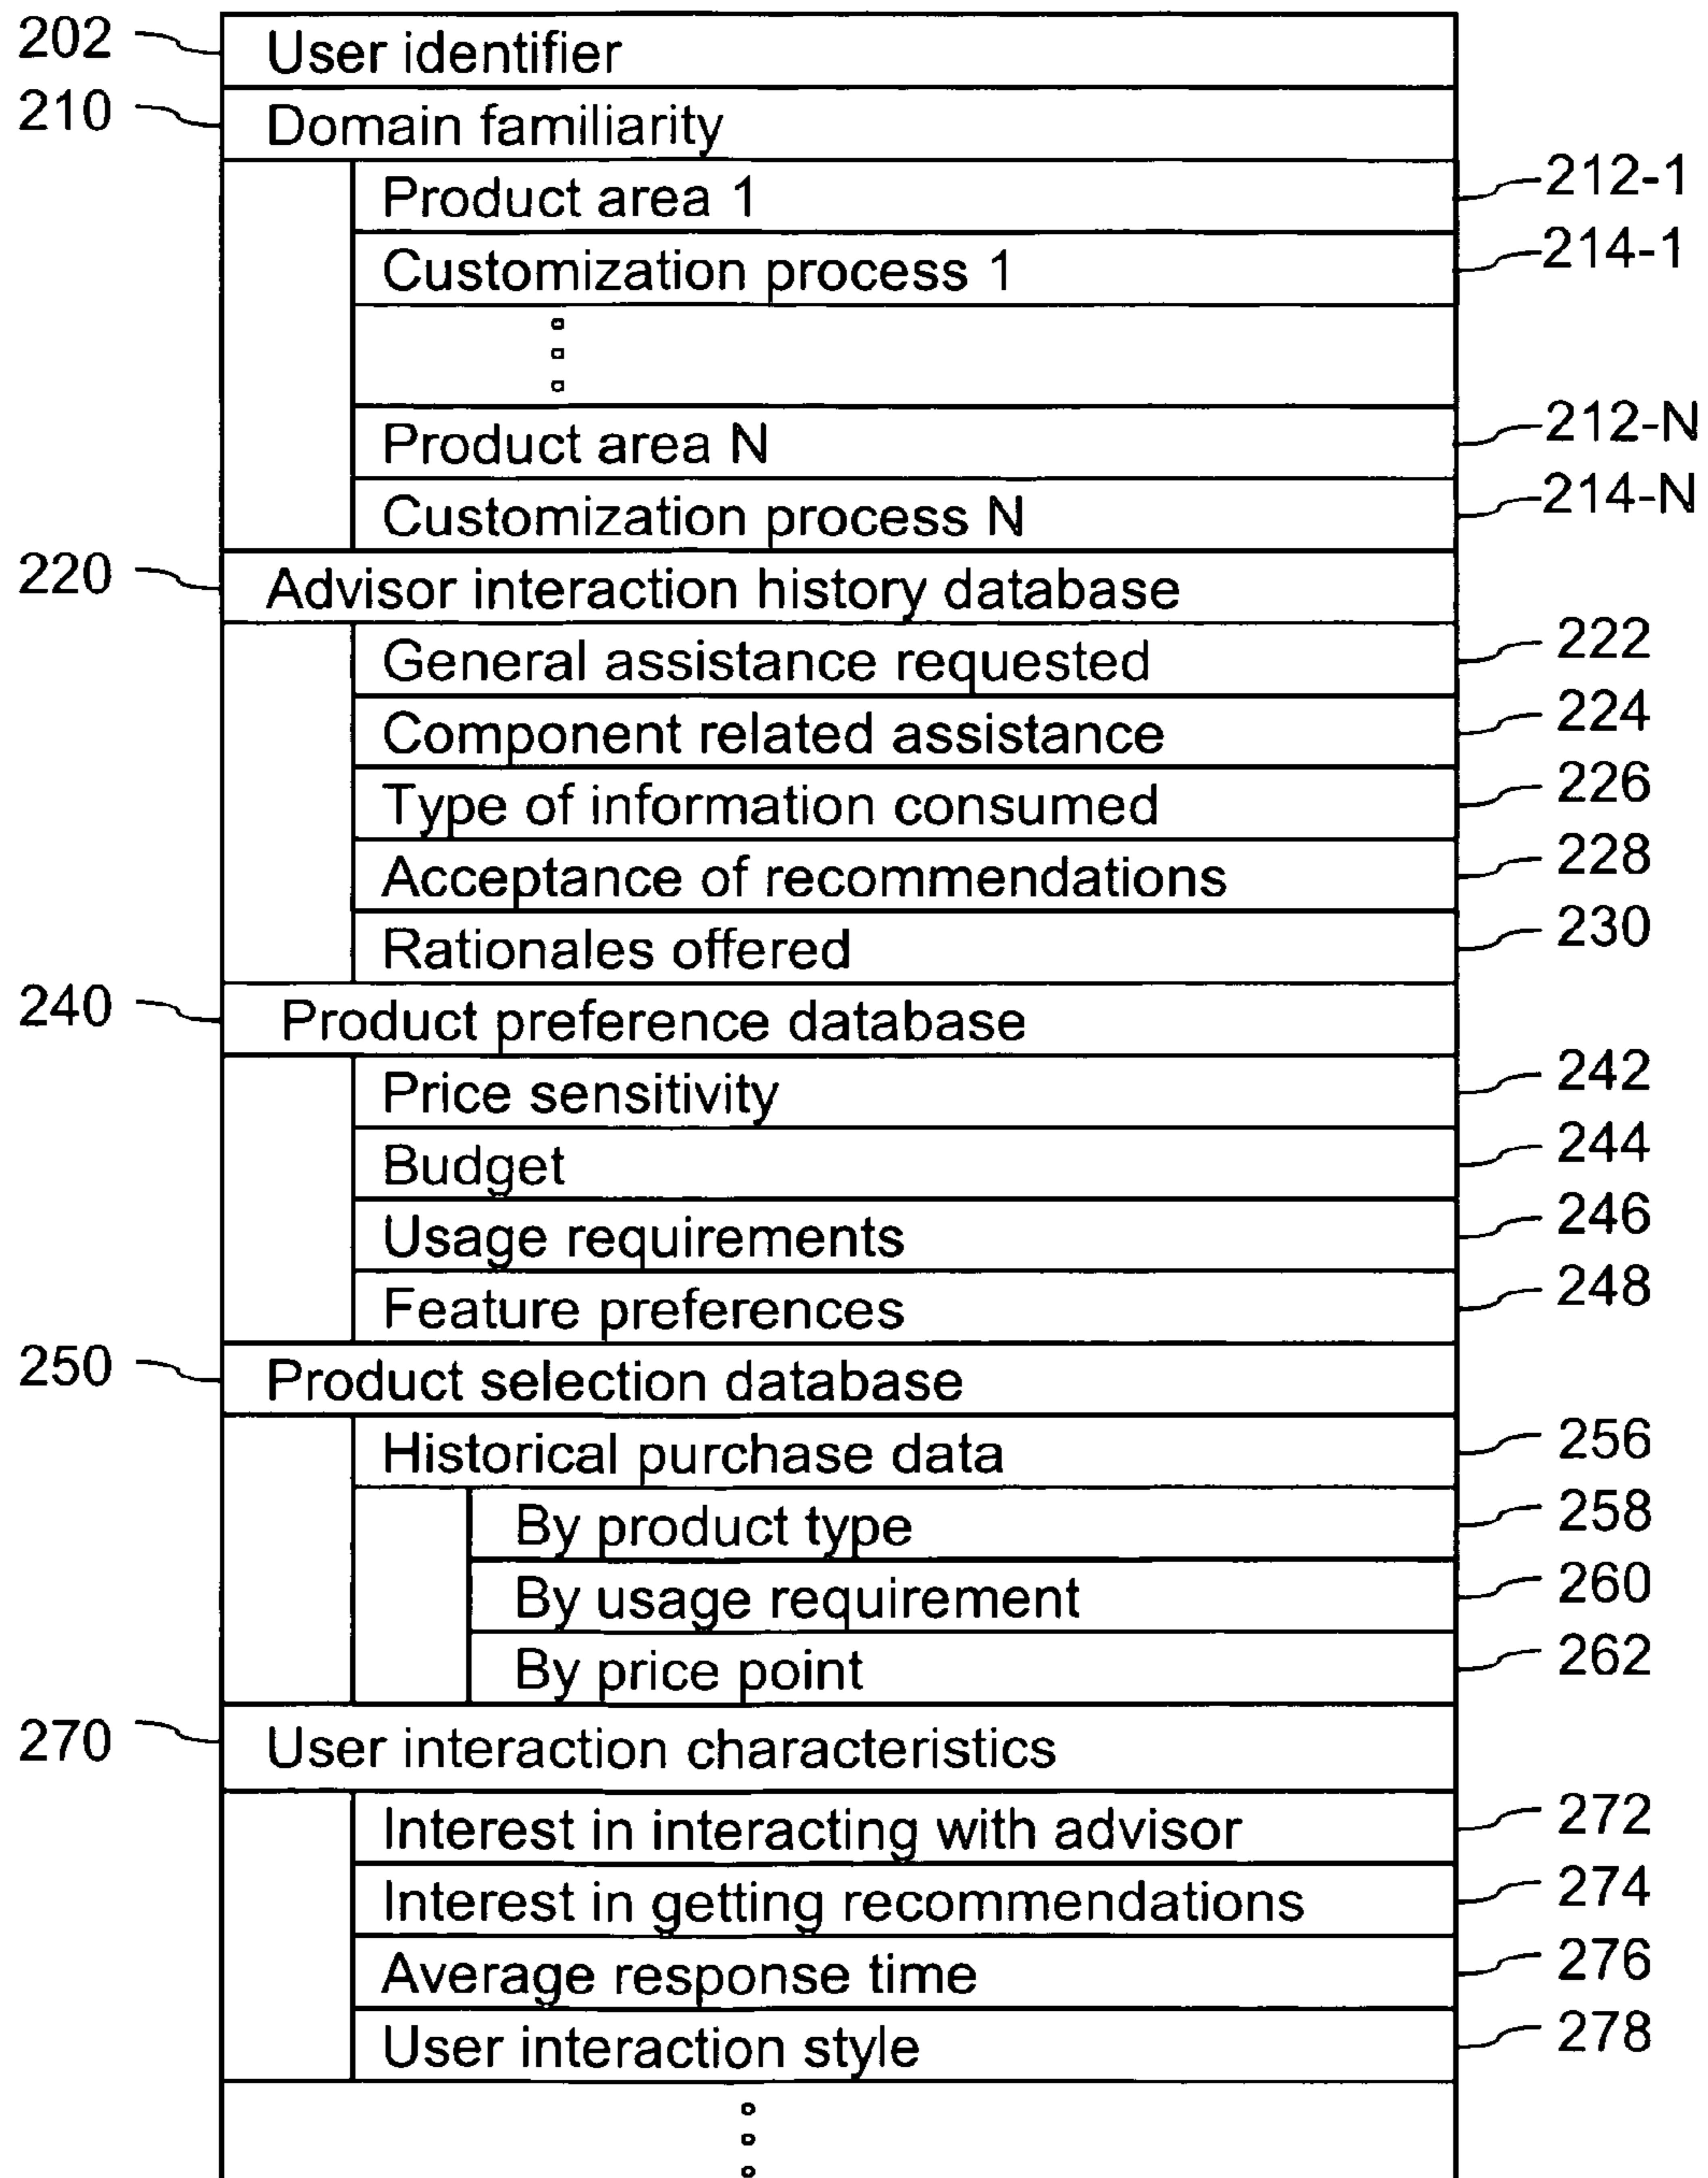 202 User identifier
210 Domain familiarity
Product area 1 212-1
Customization process 1 214-1
Product area N 212-N
Customization process N 214-N
220 Advisor interaction history database
General assistance requested 222
Component related assistance 224
Type of information consumed 226
Acceptance of recommendations 228
Rationales offered 230
240 Product preference database
Price sensitivity 242
Budget 244
Usage requirements 246
Feature preferences 248
250 Product selection database
Historical purchase data 256
By product type 258
By usage requirement 260
By price point 262
270 User interaction characteristics
Interest in interacting with advisor 272
Interest in getting recommendations 274
Average response time 276
User interaction style 278